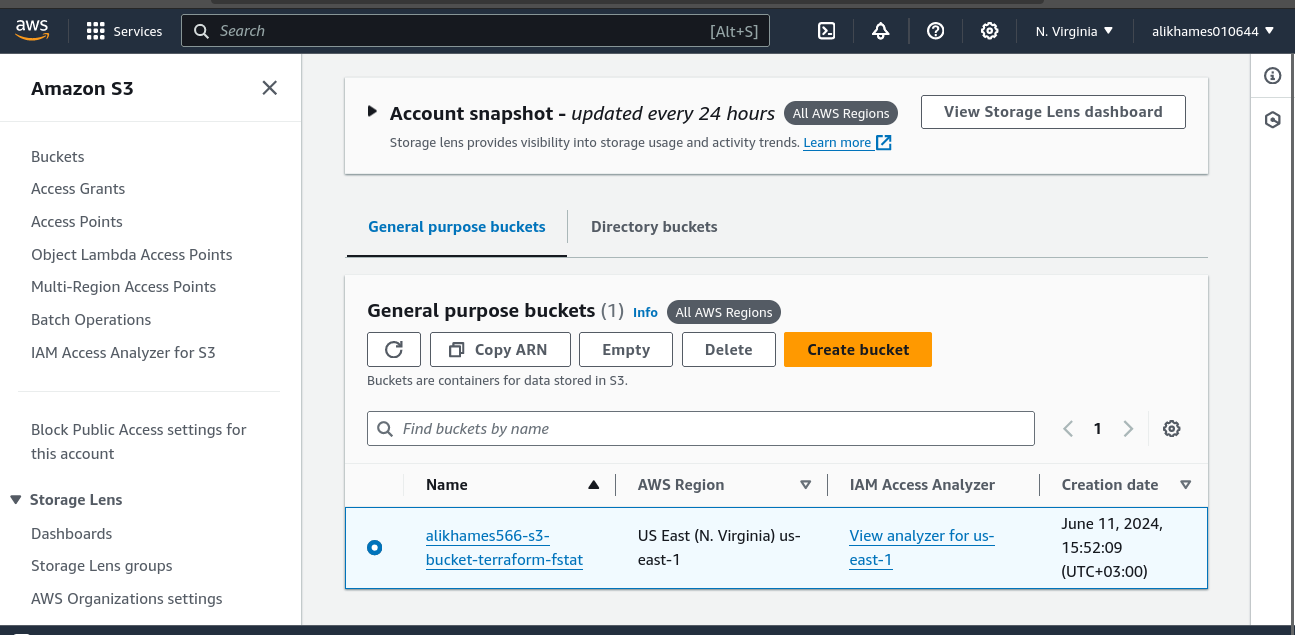 aws
Services
Search
[Alt+S]
N. Virginia
alikhames010644
Amazon S3
Buckets
Access Grants
Access Points
Object Lambda Access Points
Multi-Region Access Points
Batch Operations
IAM Access Analyzer for S3
Block Public Access settings for
this account
Storage Lens
Dashboards
Storage Lens groups
AWS Organizations settings
Account snapshot - updated every 24 hours
All AWS Regions
View Storage Lens dashboard
Storage lens provides visibility into storage usage and activity trends. Learn more
General purpose buckets
Directory buckets
General purpose buckets (1) Info All AWS Regions
Copy ARN
Empty
Delete
Create bucket
Buckets are containers for data stored in S3.
Find buckets by name
1
Name
AWS Region
IAM Access Analyzer
Creation date
alikhames566-s3-
bucket-terraform-fstat
US East (N. Virginia) us-
east-1
View analyzer for us-
east-1
June 11, 2024,
15:52:09
(UTC+03:00)